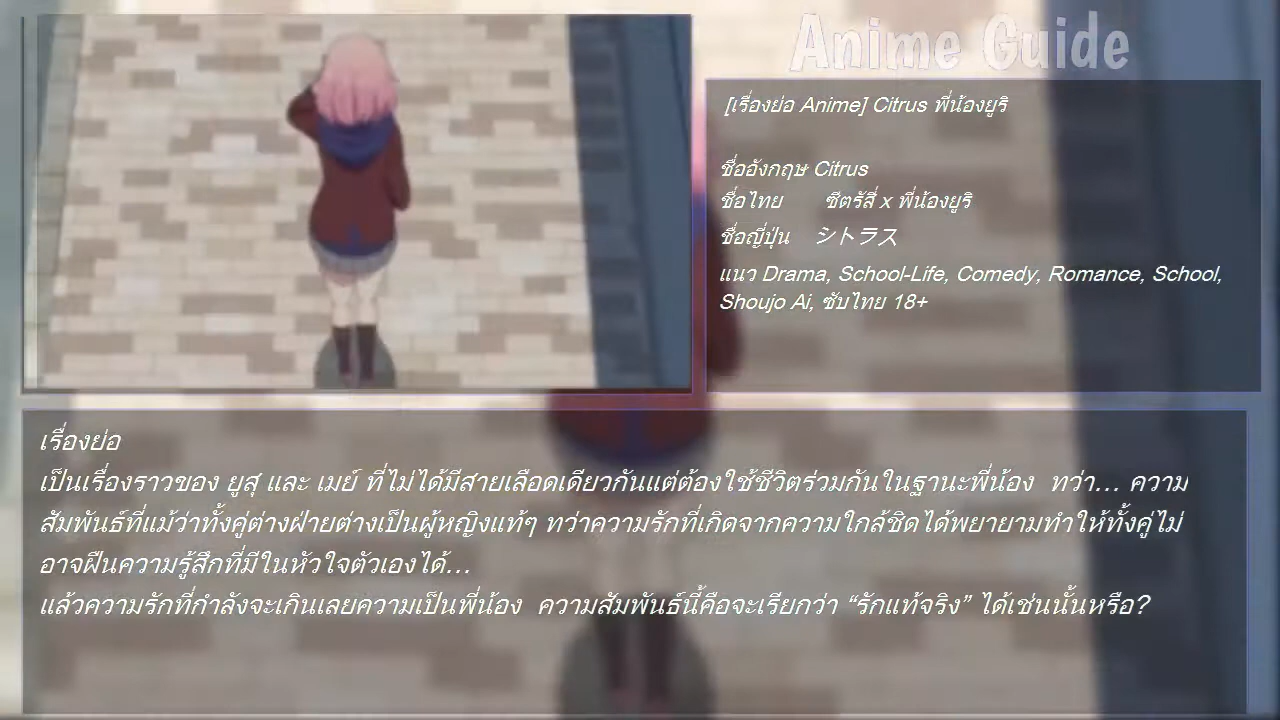 Anime Guide
[เรื่องย่อ Anime] Citrus พี่น้องยูริ
ชื่ออังกฤษ Citrus
ชื่อไทย ซีตรัสี่ x พี่น้องยูริ
ชื่อญี่ปุ่น シトラス
แนว Drama, School-Life, Comedy, Romance, School,
Shoujo Ai, ซับไทย 18+
เรื่องย่อ
เป็นเรื่องราวของ ยูสุ และ เมย์ ที่ไม่ได้มีสายเลือดเดียวกันแต่ต้องใช้ชีวิตร่วมกันในฐานะพี่น้อง ทว่า… ความ
สัมพันธ์ที่แม้ว่าทั้งคู่ต่างฝ่ายต่างเป็นผู้หญิงแท้ๆ ทว่าความรักที่เกิดจากความใกล้ชิดได้พยายามทำให้ทั้งคู่ไม่
อาจฝืนความรู้สึกที่มีในหัวใจตัวเองได้…
แล้วความรักที่กำลังจะเกินเลยความเป็นพี่น้อง ความสัมพันธ์นี้คือจะเรียกว่า “รักแท้จริง” ได้เช่นนั้นหรือ?